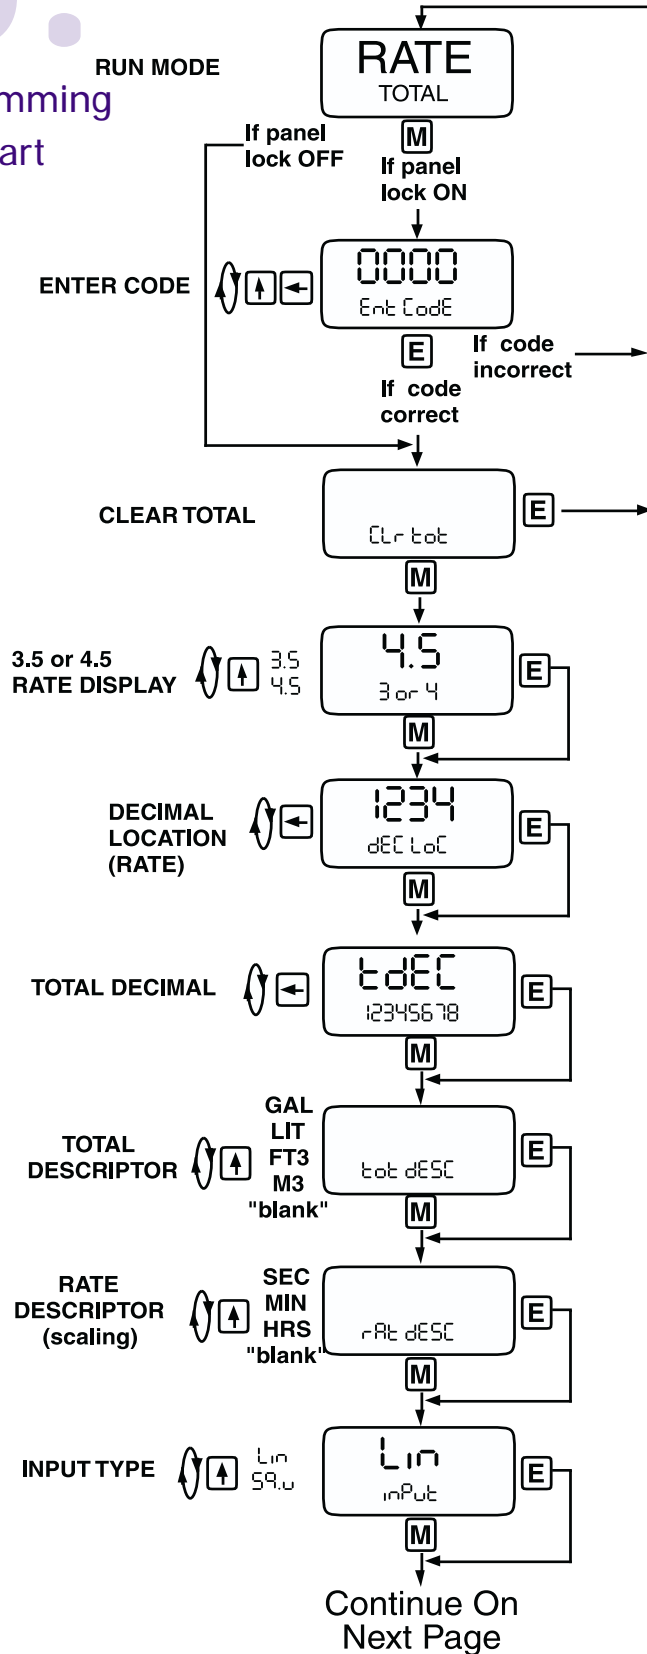 RUN MODE
RATE
TOTAL
mming
art
M
If panel
lock OFF
If panel
lock ON
ENTER CODE
0000
Ent CodE
E
If code
incorrect
If code
correct
CLEAR TOTAL
CLr tot
E
M
3.5 or 4.5
RATE DISPLAY
3.5
4.5
4.5
3 or 4
E
M
DECIMAL
LOCATION
(RATE)
1234
dEC LoC
E
M
TOTAL DECIMAL
tdEC
12345678
E
M
TOTAL
DESCRIPTOR
GAL
LIT
FT3
M3
"blank"
tot dESC
E
M
RATE
DESCRIPTOR
(scaling)
SEC
MIN
HRS
"blank"
rAt dESC
E
M
INPUT TYPE
Lin
Sq.u
Lin
inPut
E
M
Continue On
Next Page